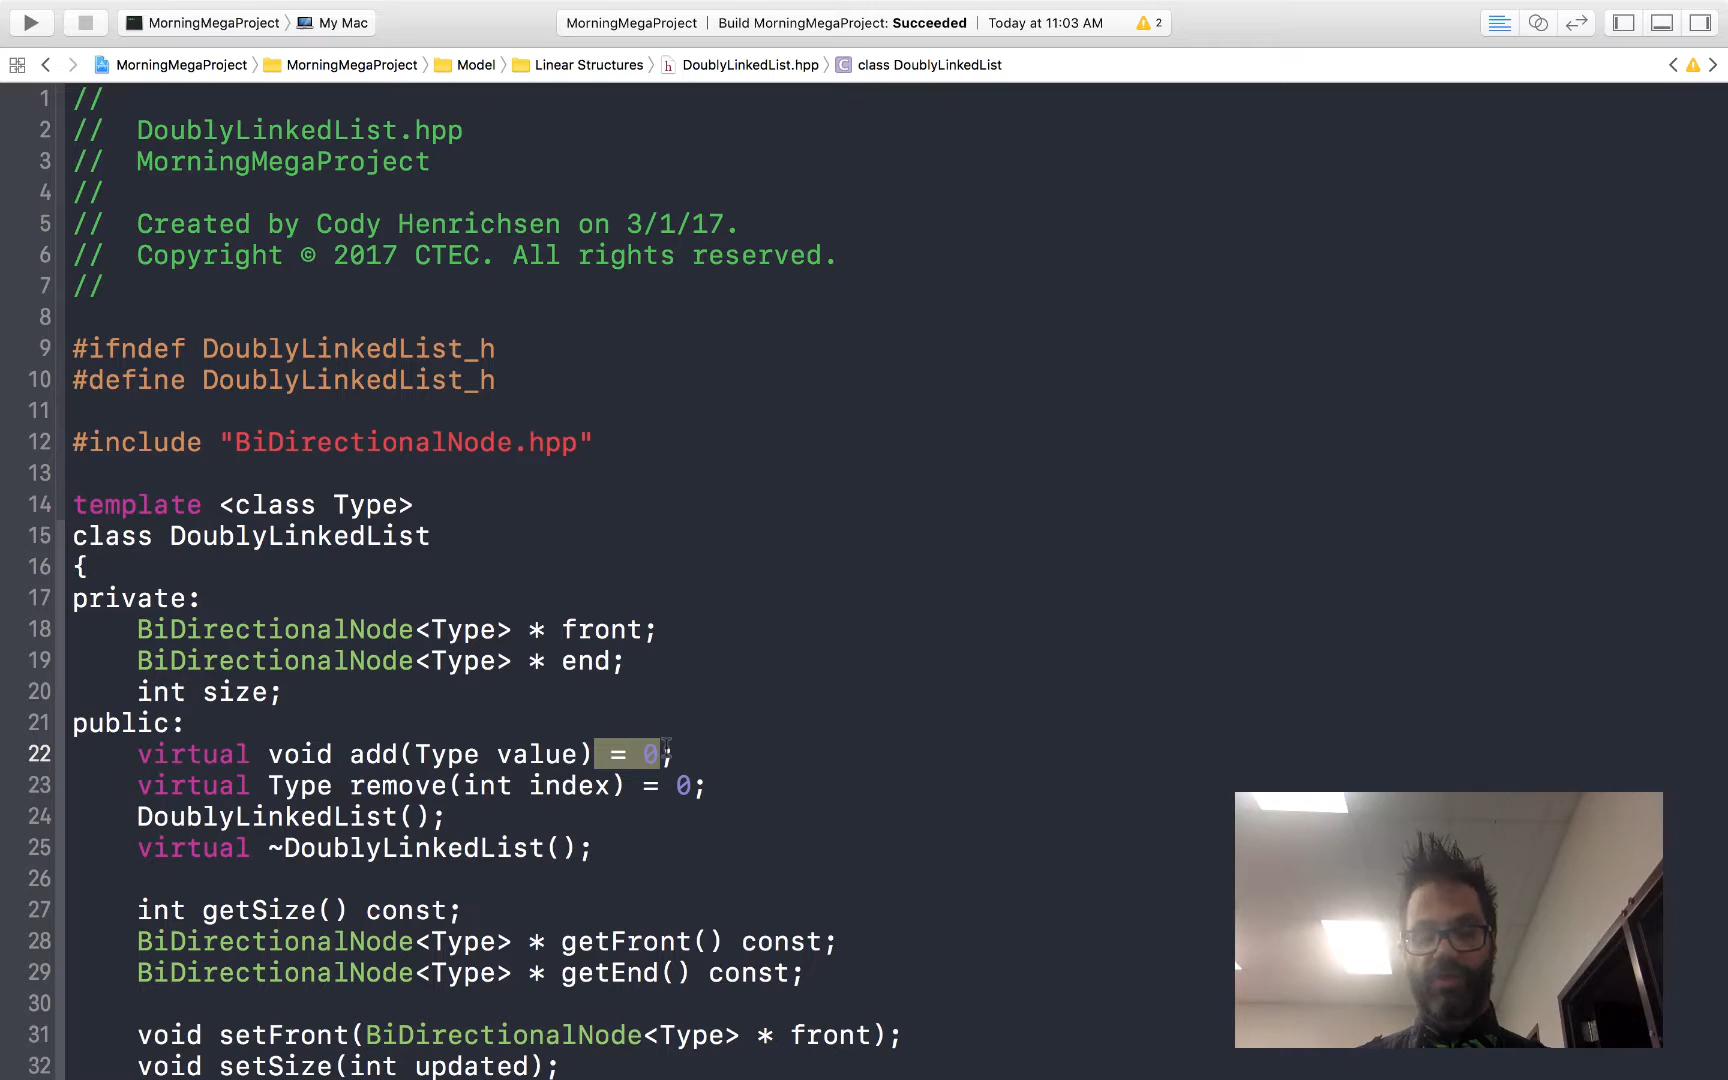 MorningMegaProject My Mac MorningMegaProject Build MorningMegaProject: Succeeded Today at 11:03 AM 2
MorningMegaProject MorningMegaProject Model Linear Structures h DoublyLinkedList.hpp C class DoublyLinkedList
1 //
2 //  DoublyLinkedList.hpp
3 //  MorningMegaProject
4 //
5 //  Created by Cody Henrichsen on 3/1/17.
6 //  Copyright © 2017 CTEC. All rights reserved.
7 //
8
9 #ifndef DoublyLinkedList_h
10 #define DoublyLinkedList_h
11
12 #include "BiDirectionalNode.hpp"
13
14 template <class Type>
15 class DoublyLinkedList
16 {
17 private:
18     BiDirectionalNode<Type> * front;
19     BiDirectionalNode<Type> * end;
20     int size;
21 public:
22     virtual void add(Type value) = 0;
23     virtual Type remove(int index) = 0;
24     DoublyLinkedList();
25     virtual ~DoublyLinkedList();
26
27     int getSize() const;
28     BiDirectionalNode<Type> * getFront() const;
29     BiDirectionalNode<Type> * getEnd() const;
30
31     void setFront(BiDirectionalNode<Type> * front);
32     void setSize(int updated);